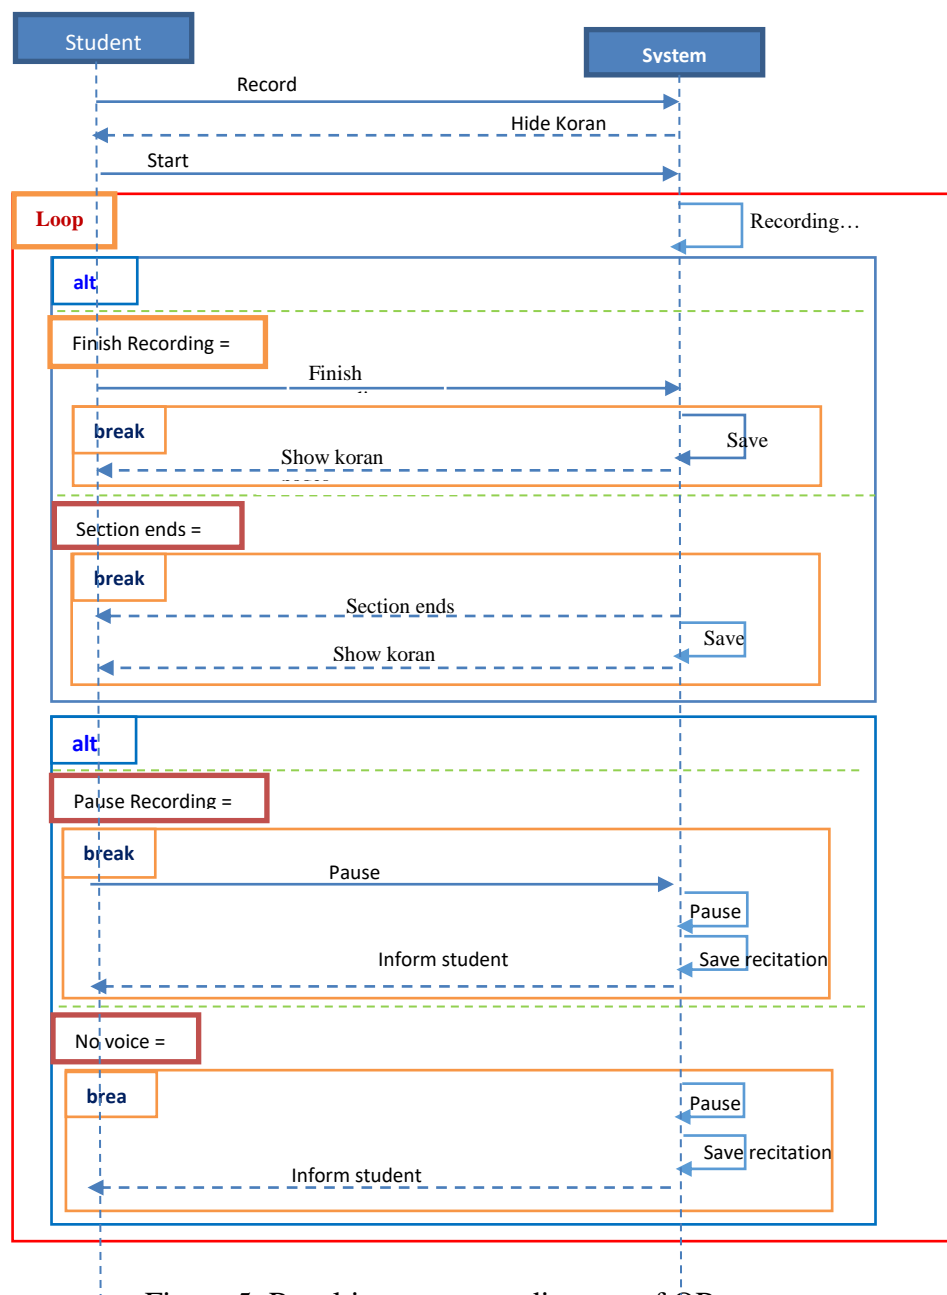 Student
System
Record
Hide Koran
Start
Loop
Recording…
alt
Finish Recording =
Finish
break
Save
Show koran
Section ends =
break
Section ends
Save
Show koran
alt
Pause Recording =
break
Pause
Pause
Inform student
Save recitation
No voice =
brea
Pause
Save recitation
Inform student